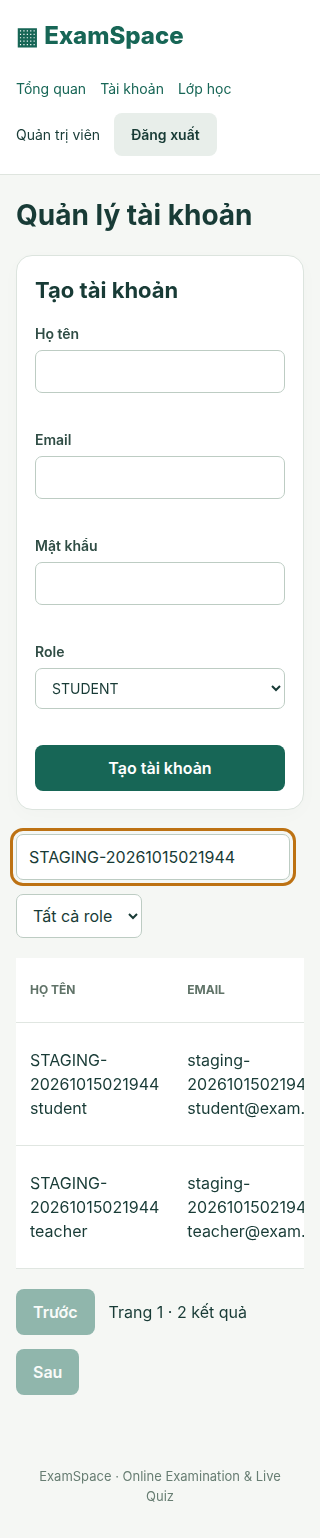 ExamSpace
Tổng quan Tài khoản Lớp học
Quản trị viên Đăng xuất
Quản lý tài khoản
Tạo tài khoản
Họ tên
Email
Mật khẩu
Role
STUDENT
Tạo tài khoản
STAGING-20261015021944
Tất cả role
HỌ TÊN EMAIL
STAGING- staging-
20261015021944 2026101502194
student student@exam.
STAGING- staging-
20261015021944 2026101502194
teacher teacher@exam.
Trước Trang 1 · 2 kết quả
Sau
ExamSpace · Online Examination & Live
Quiz